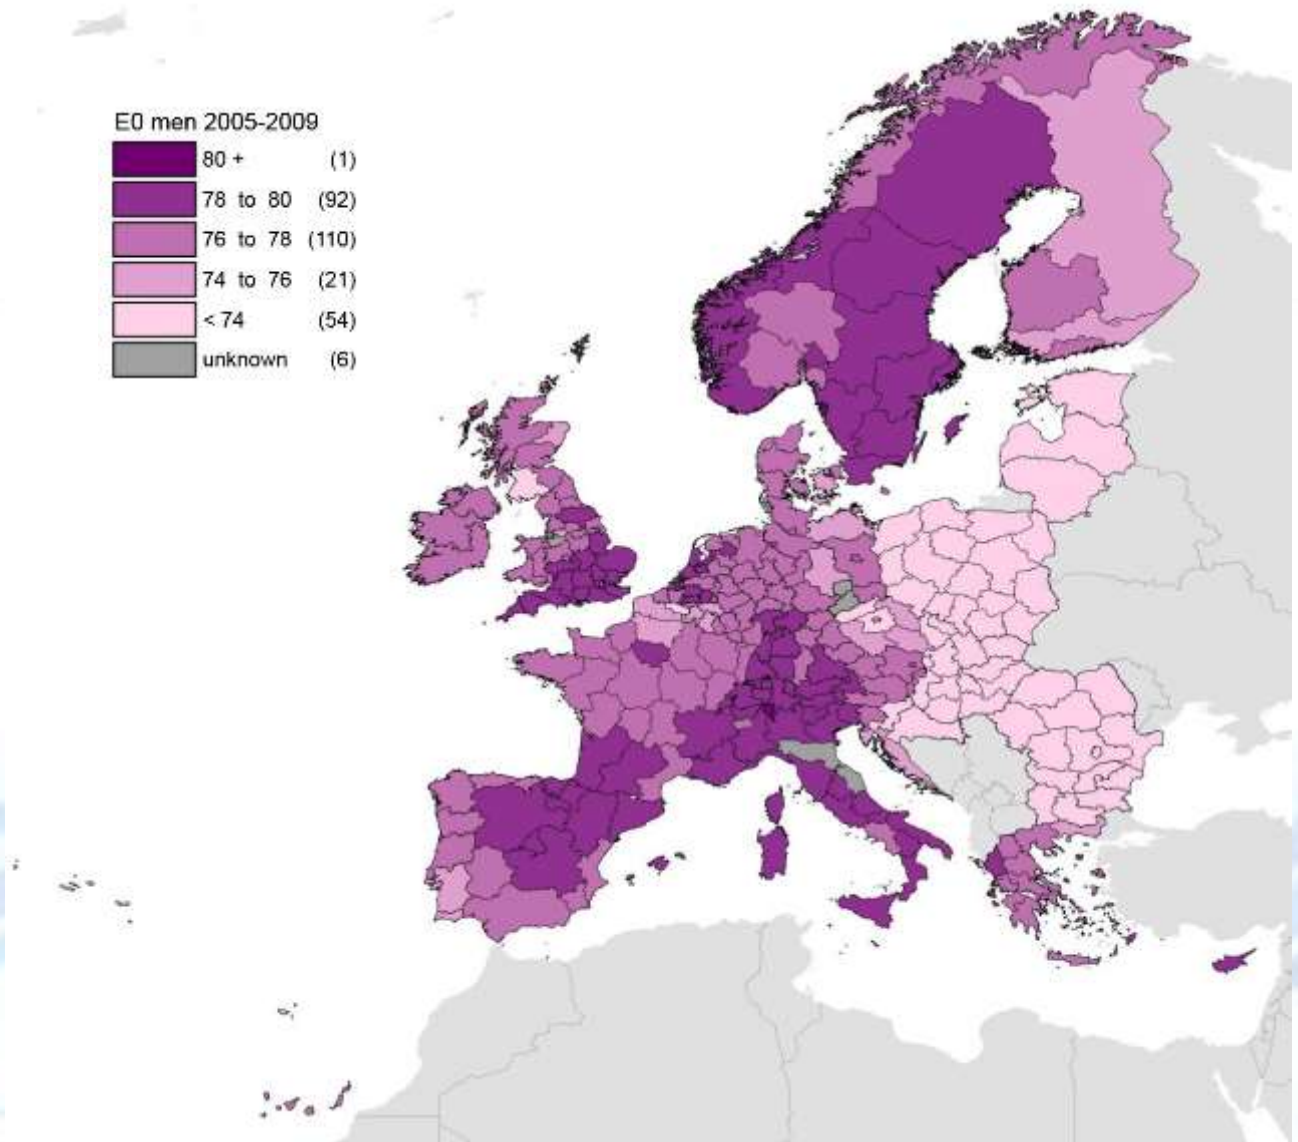 E0 men 2005-2009
80 + (1)
78 to 80 (92)
76 to 78 (110)
74 to 76 (21)
< 74 (54)
unknown (6)